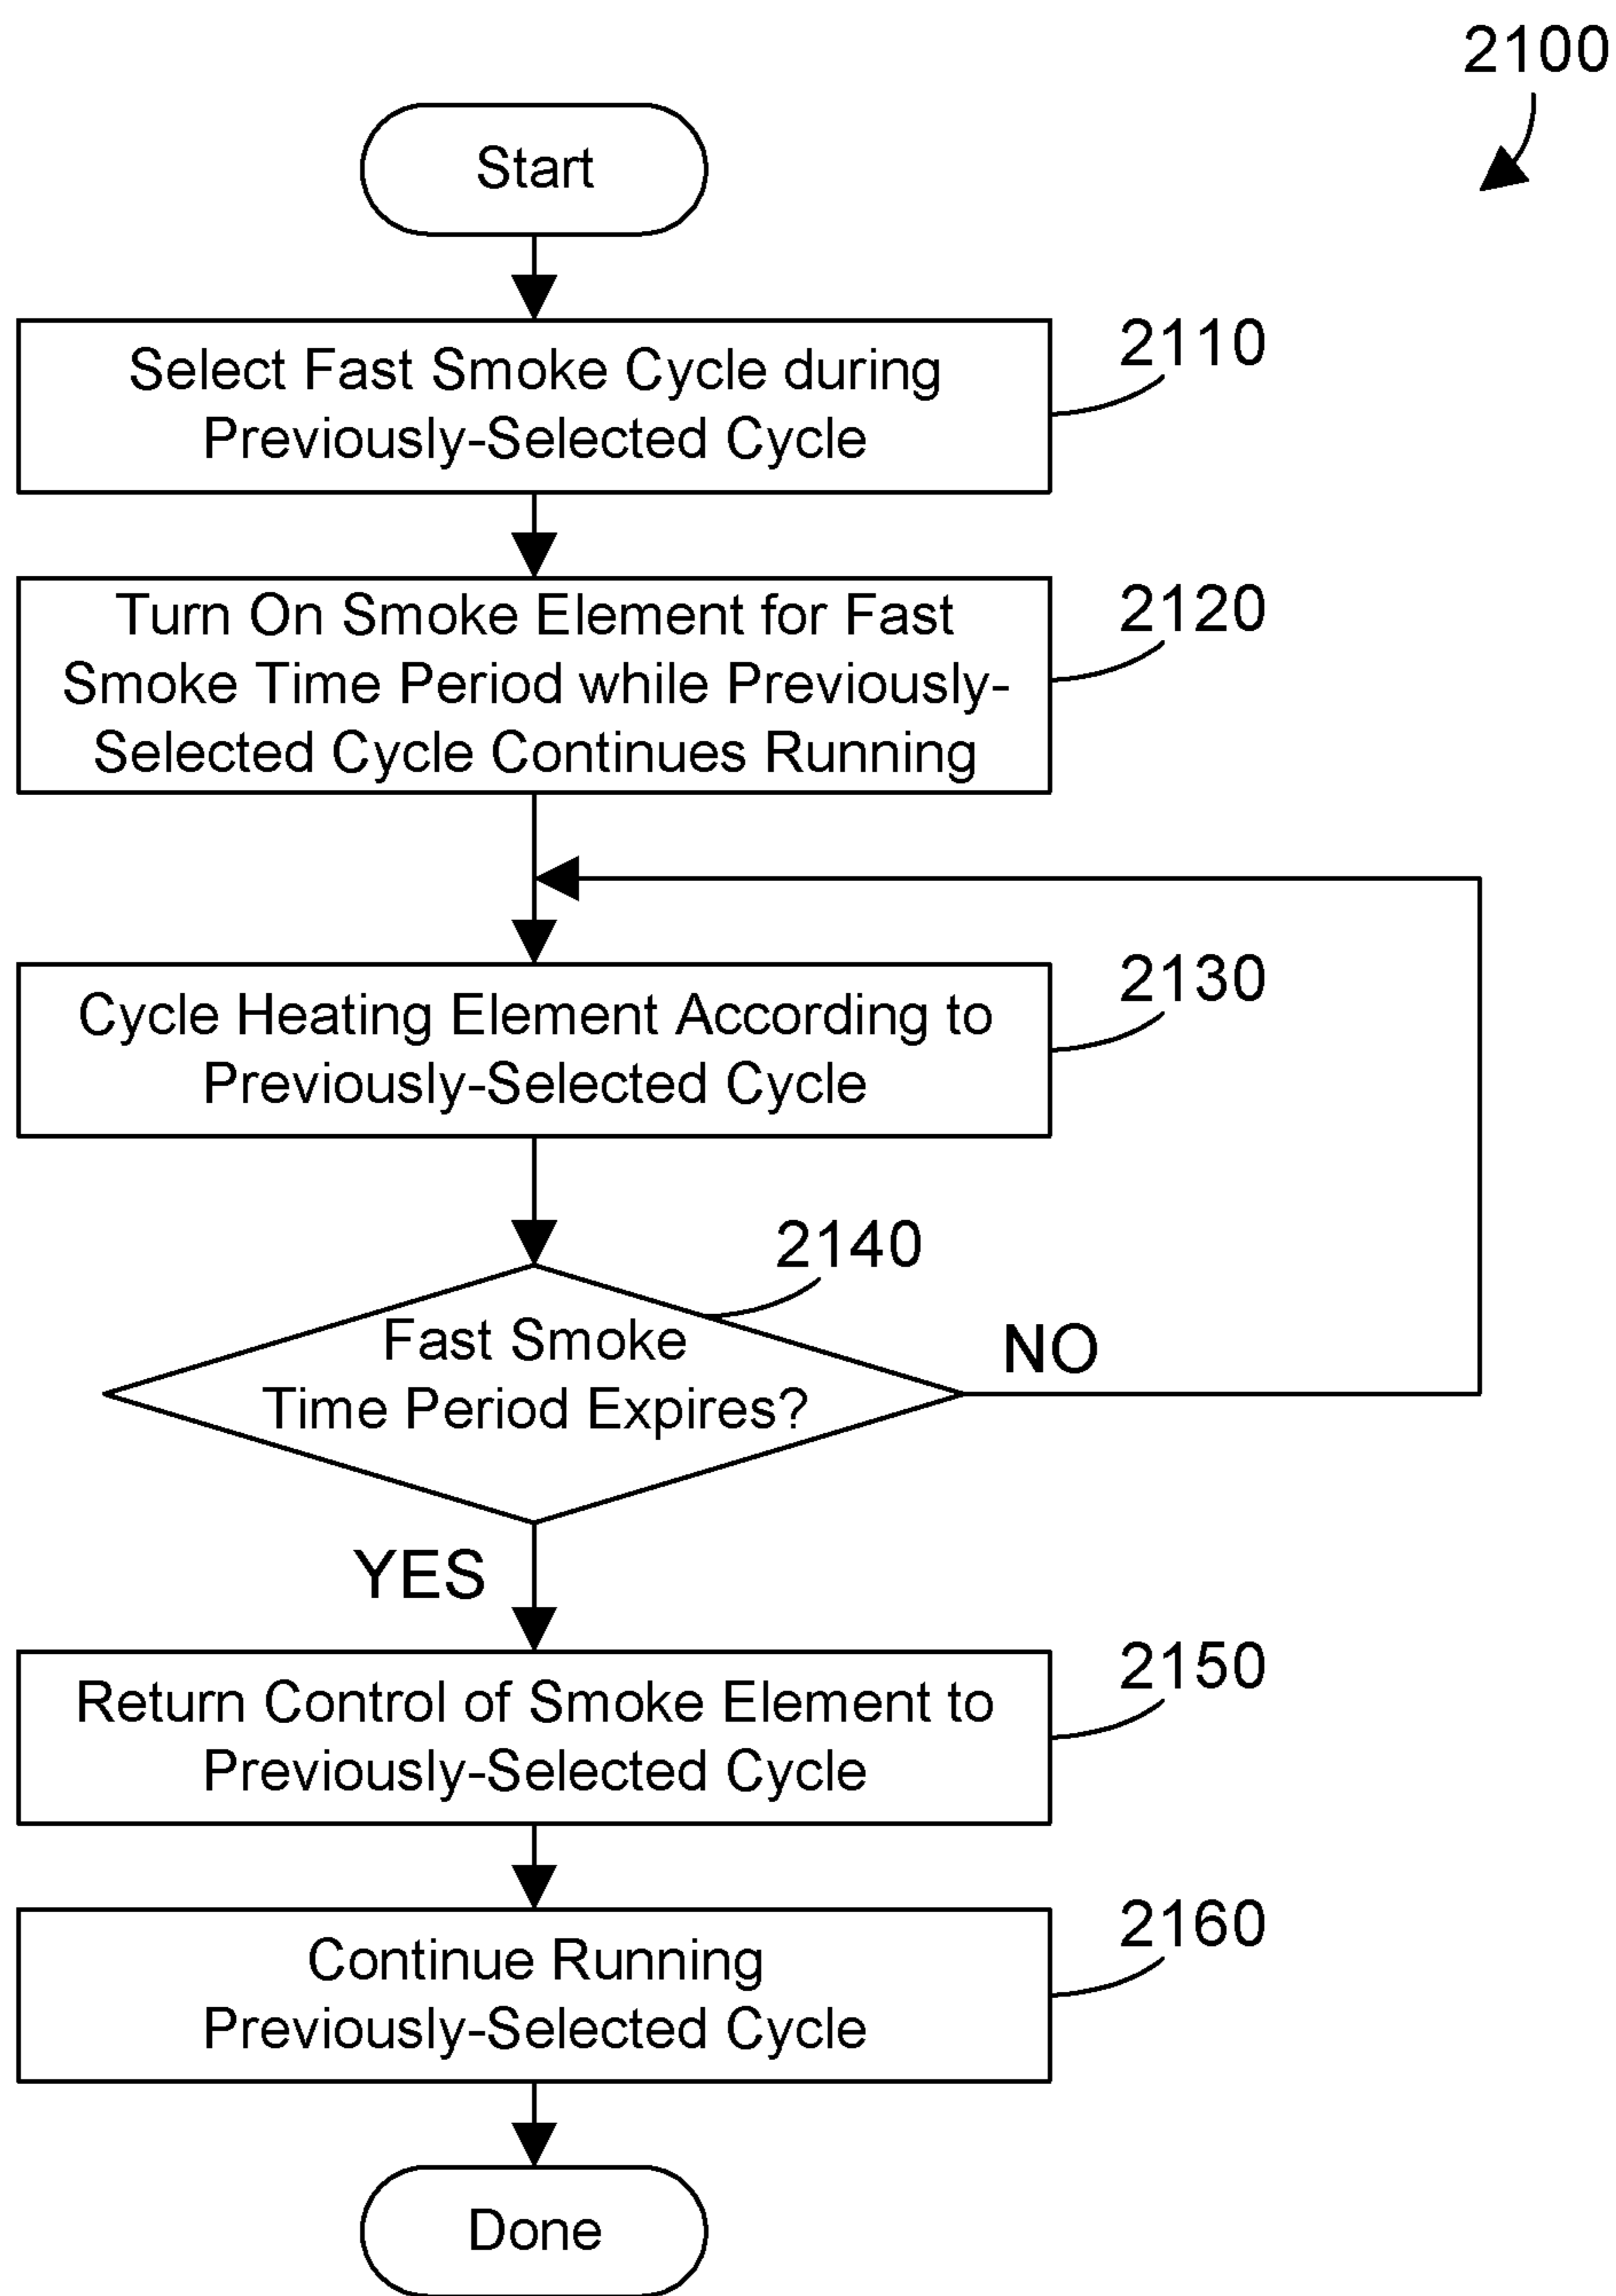 2100
Start
Select Fast Smoke Cycle during
Previously-Selected Cycle
2110
Turn On Smoke Element for Fast
Smoke Time Period while Previously-
Selected Cycle Continues Running
2120
Cycle Heating Element According to
Previously-Selected Cycle
2130
Fast Smoke
Time Period Expires?
2140
NO
YES
Return Control of Smoke Element to
Previously-Selected Cycle
2150
Continue Running
Previously-Selected Cycle
2160
Done